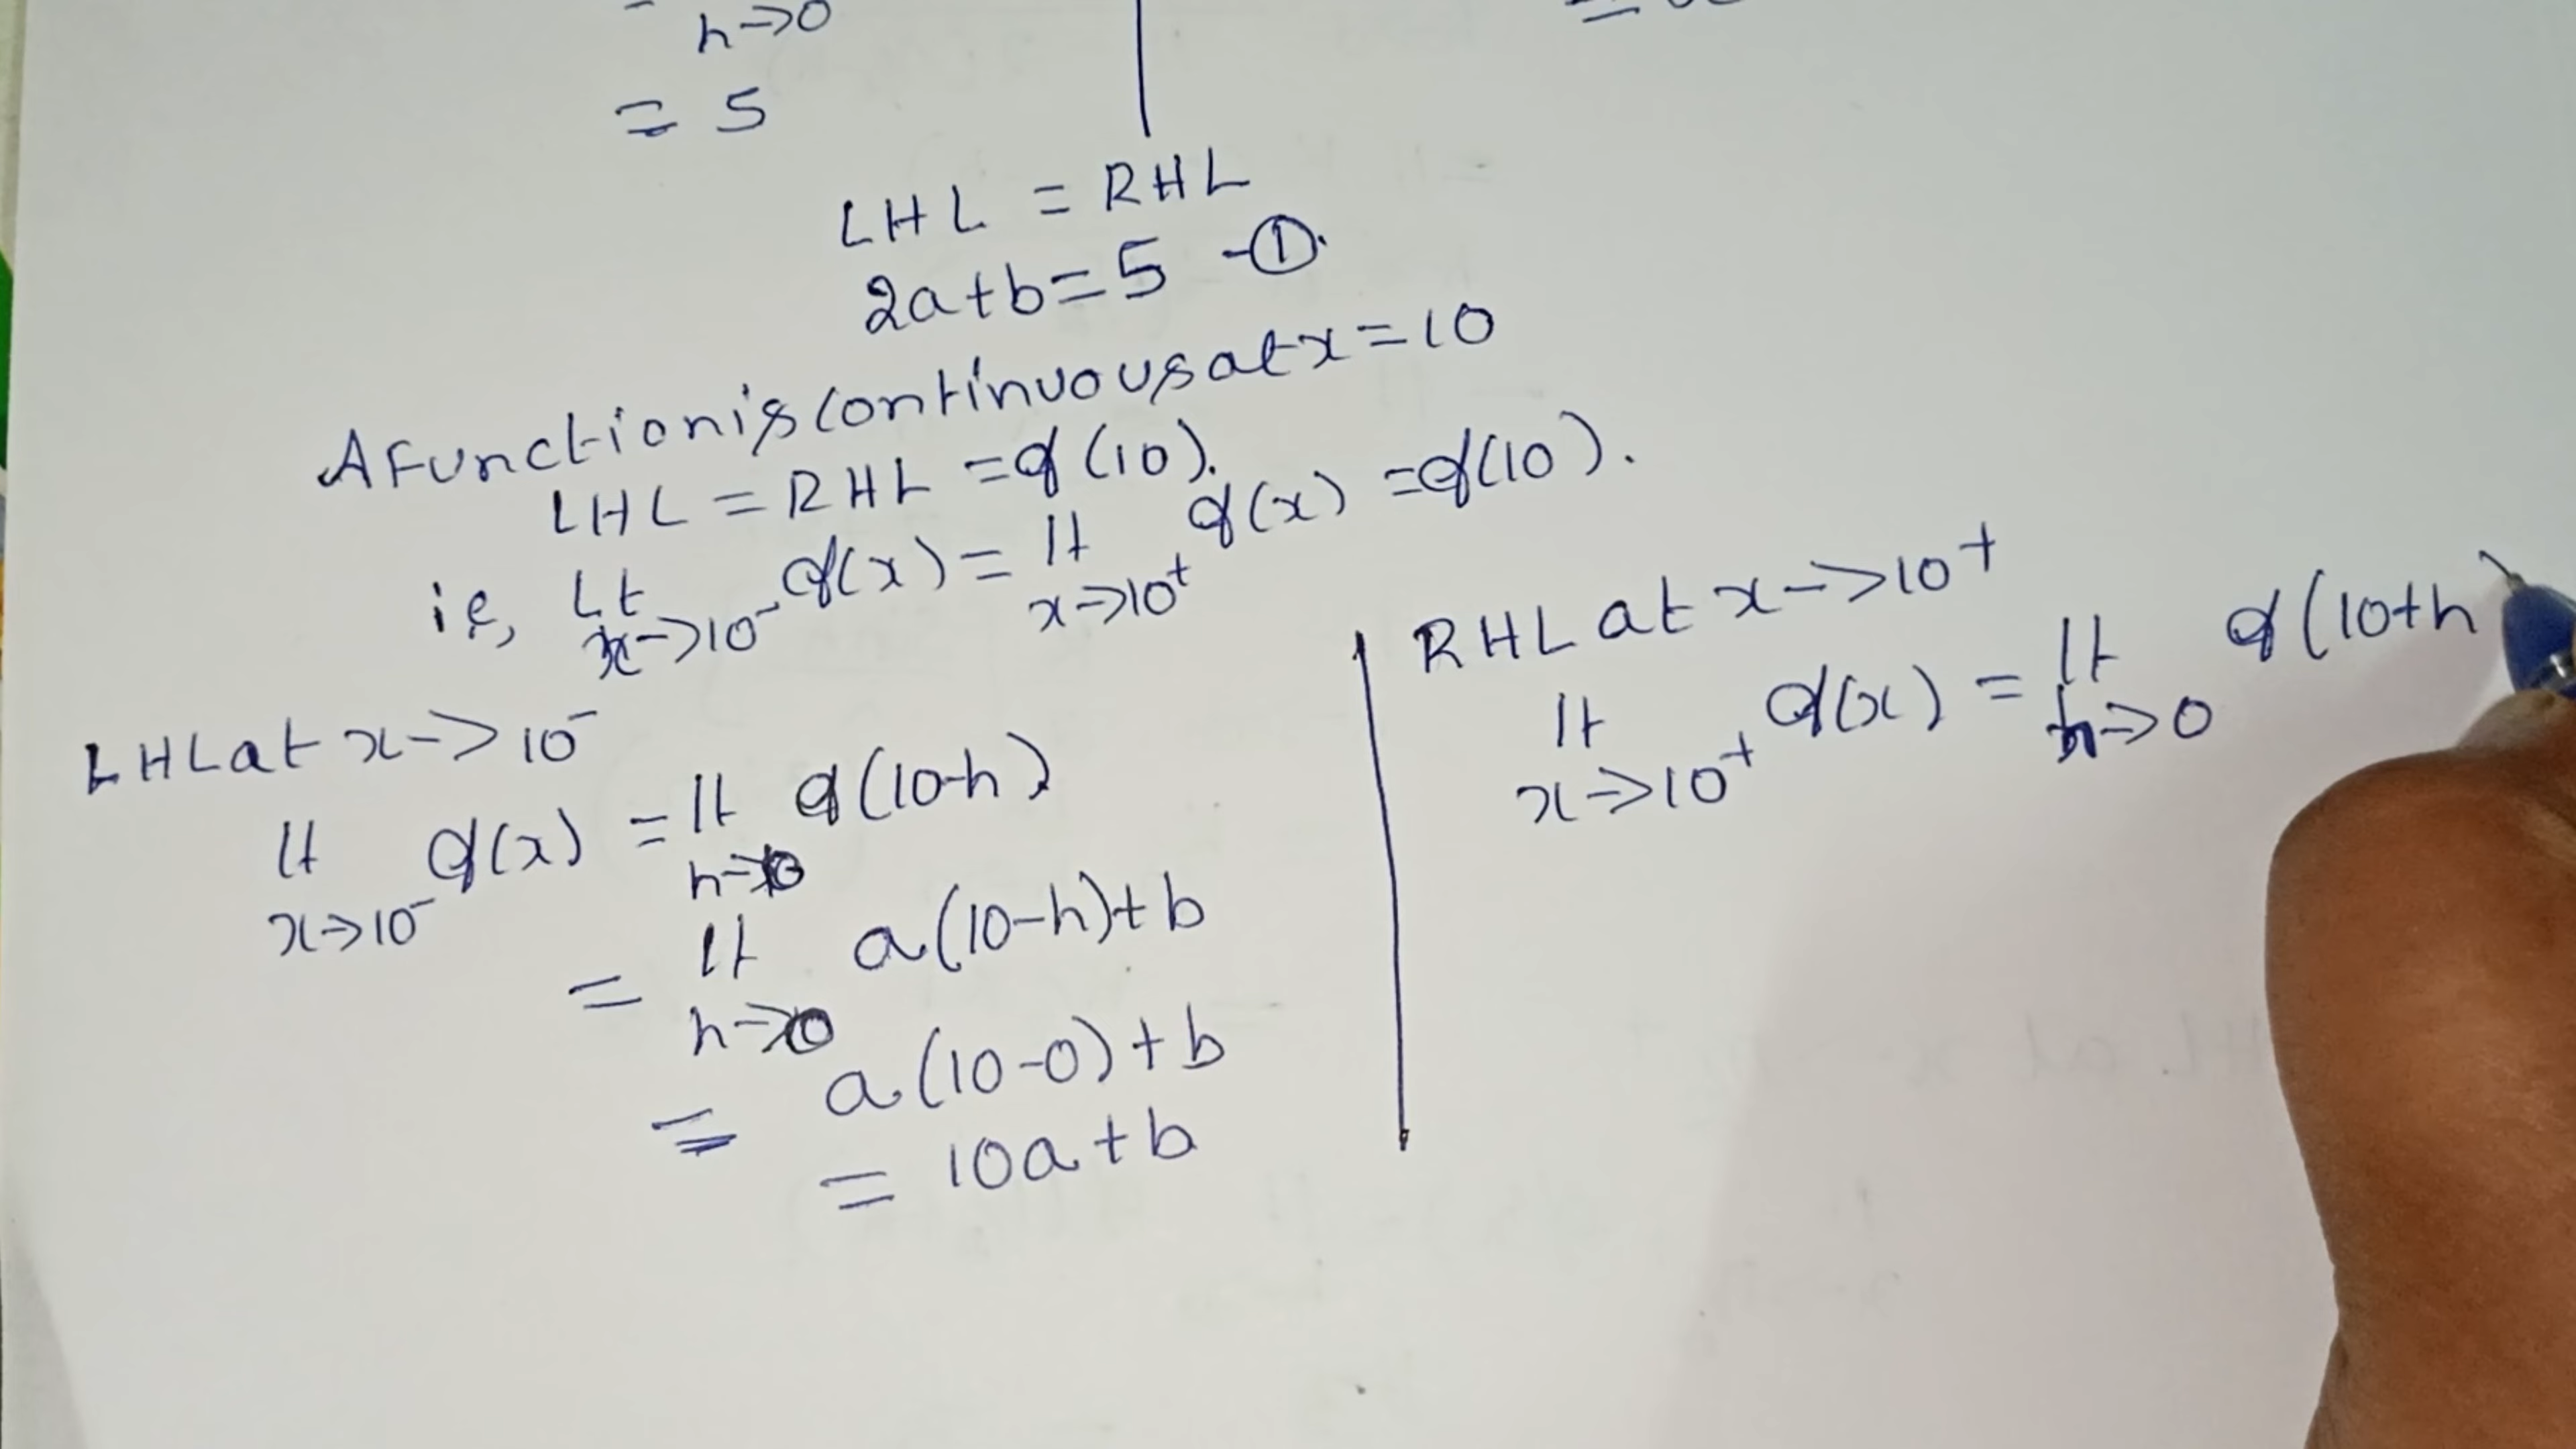 h->0
= 5
LHL = RHL
2a+b=5 -①.
A Function is continuous at x=10
LHL = RHL = f(10).
ie, Lt f(x) = lt f(x) = f(10).
x->10⁻ x->10⁺
LHL at x->10⁻
lt f(x) = lt f(10-h)
x->10⁻ h->0
= lt a(10-h)+b
h->0
= a(10-0)+b
= 10a+b
RHL at x->10⁺
lt f(x) = lt f(10+h)
x->10⁺ h->0